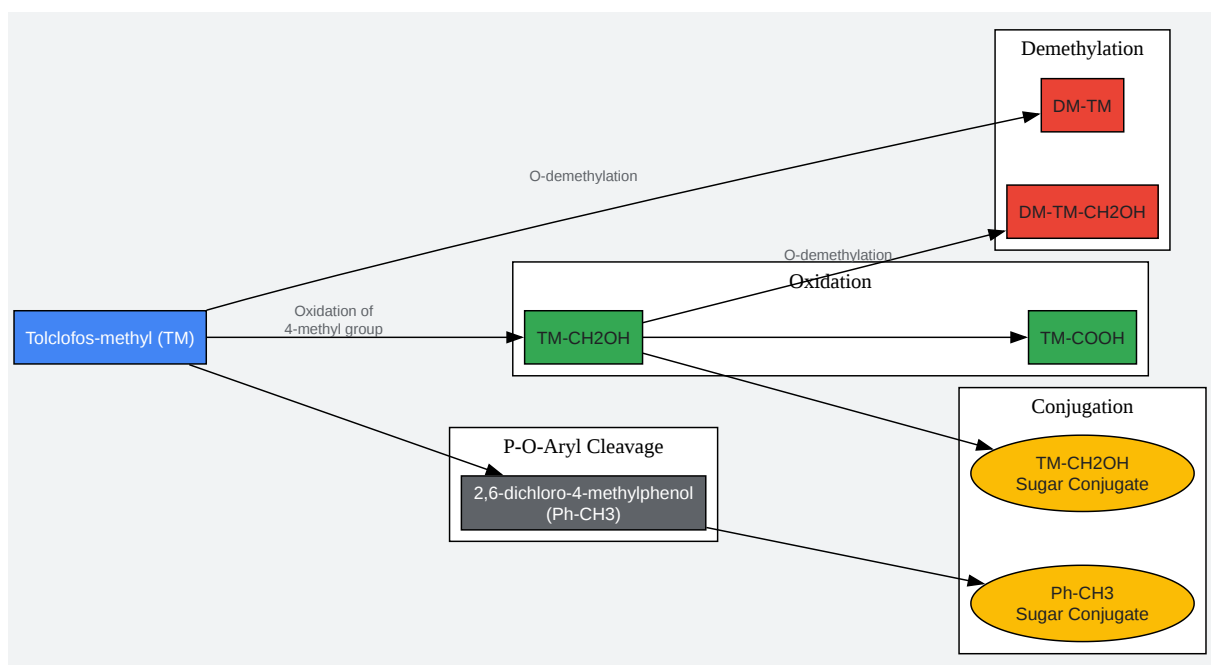 Demethylation
DM-TM
O-demethylation
DM-TM-CH2OH
O-demethylation
Oxidation
Oxidation of
4-methyl group
Tolclofos-methyl (TM)
TM-CH2OH
TM-COOH
Conjugation
P-O-Aryl Cleavage
TM-CH2OH
Sugar Conjugate
2,6-dichloro-4-methylphenol
(Ph-CH3)
Ph-CH3
Sugar Conjugate